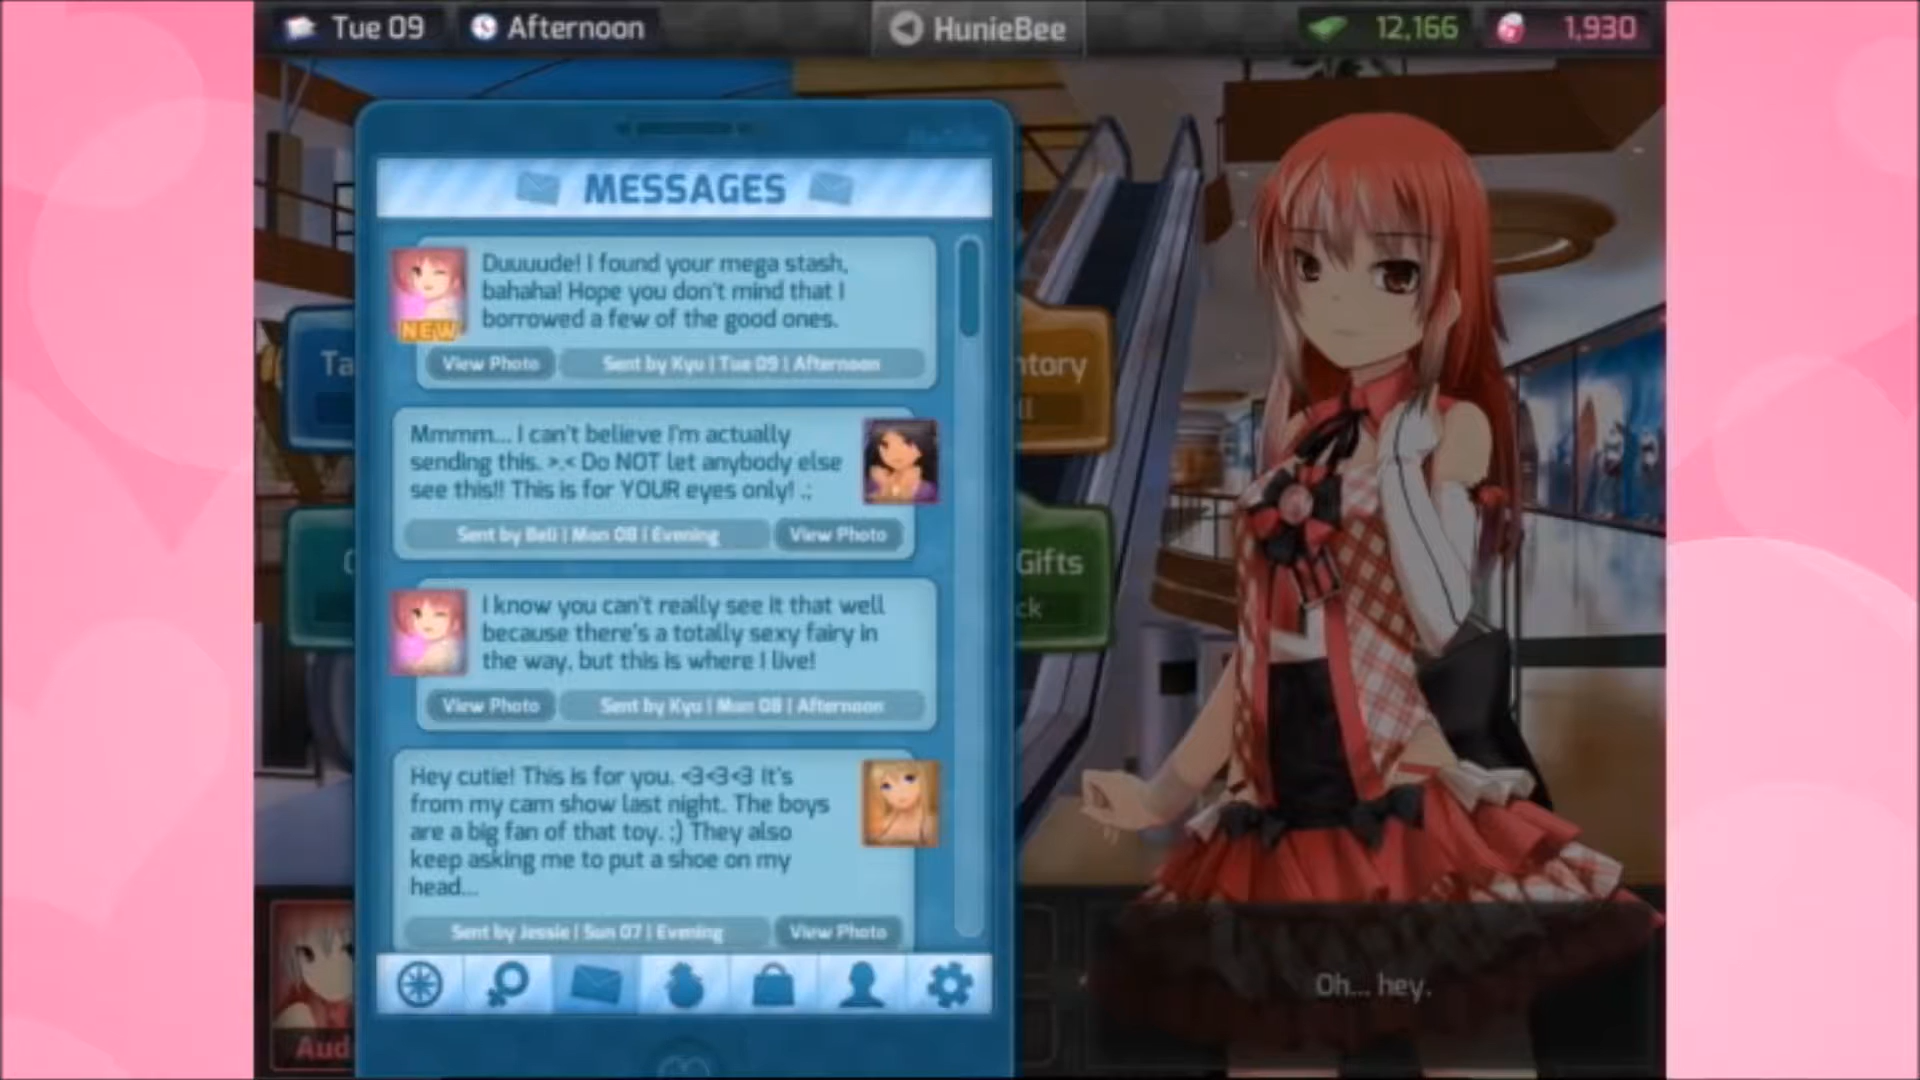 Tue 09
Afternoon
HunieBee
12,166
1,930
MESSAGES
Duuuude! I found your mega stash,
bahaha! Hope you don't mind that I
borrowed a few of the good ones.
NEW
View Photo
Sent by Kyu | Tue 09 | Afternoon
Mmmm... I can't believe I'm actually
sending this. >.< Do NOT let anybody else
see this!! This is for YOUR eyes only! .;
Sent by Beli | Mon 08 | Evening
View Photo
I know you can't really see it that well
because there's a totally sexy fairy in
the way, but this is where I live!
View Photo
Sent by Kyu | Mon 08 | Afternoon
Hey cutie! This is for you. <3<3<3 It's
from my cam show last night. The boys
are a big fan of that toy. ;) They also
keep asking me to put a shoe on my
head...
Sent by Jessie | Sun 07 | Evening
View Photo
Ta
ntory
ll
Gifts
ck
Oh... hey.
Aud